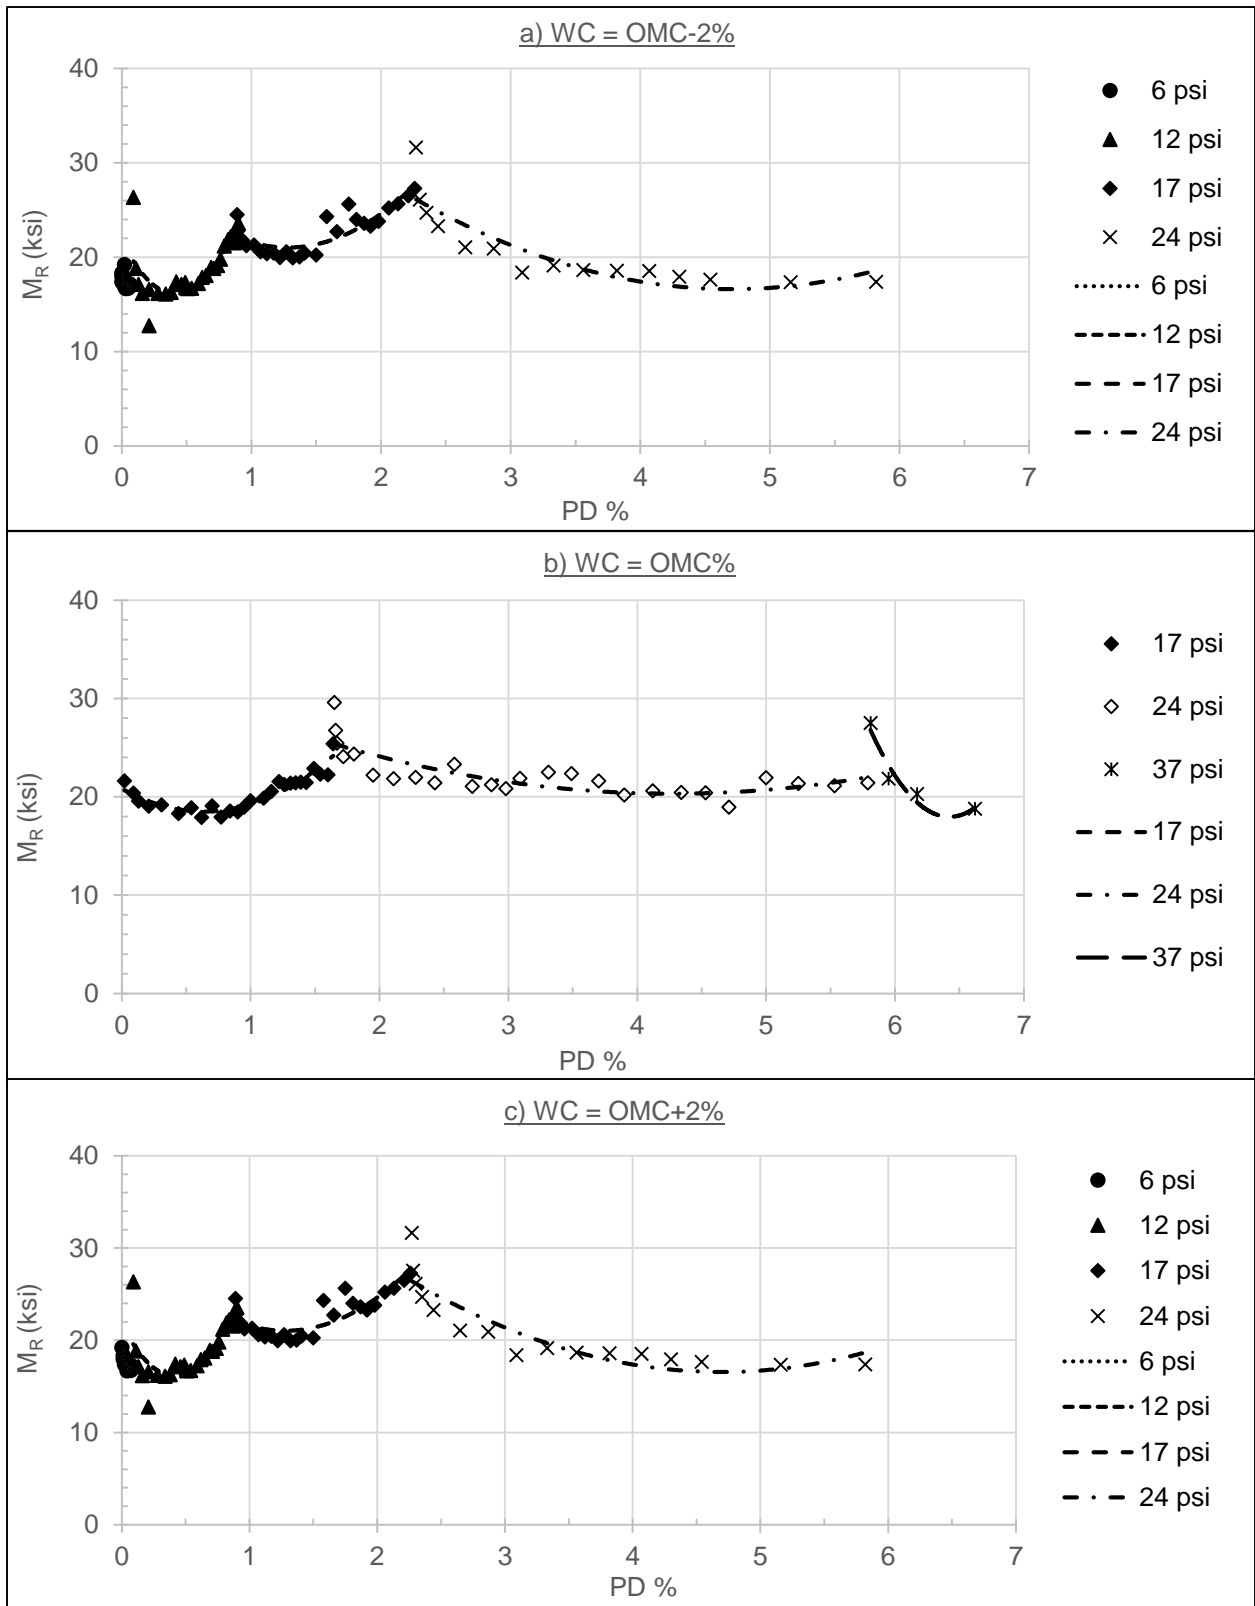 a) WC = OMC-2%
40
30
20
10
0
M_R (ksi)
0 1 2 3 4 5 6 7
PD %
6 psi
12 psi
17 psi
24 psi
6 psi
12 psi
17 psi
24 psi
b) WC = OMC%
40
30
20
10
0
M_R (ksi)
0 1 2 3 4 5 6 7
PD %
17 psi
24 psi
37 psi
17 psi
24 psi
37 psi
c) WC = OMC+2%
40
30
20
10
0
M_R (ksi)
0 1 2 3 4 5 6 7
PD %
6 psi
12 psi
17 psi
24 psi
6 psi
12 psi
17 psi
24 psi